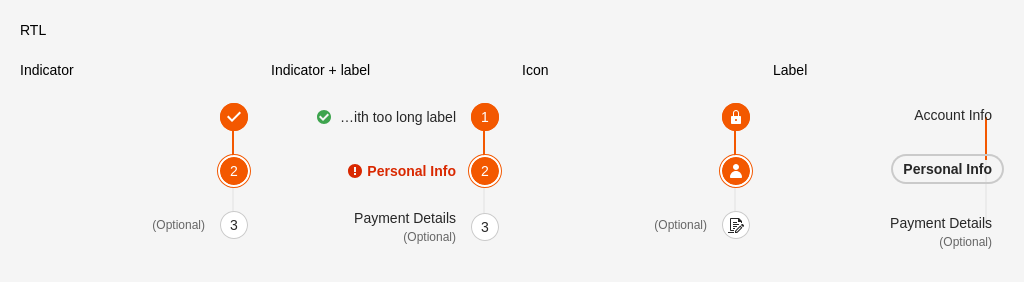 RTL
Indicator
Indicator + label
Icon
Label
2
(Optional)
3
…ith too long label
1
Personal Info
2
Payment Details
3
(Optional)
(Optional)
Account Info
Personal Info
Payment Details
(Optional)